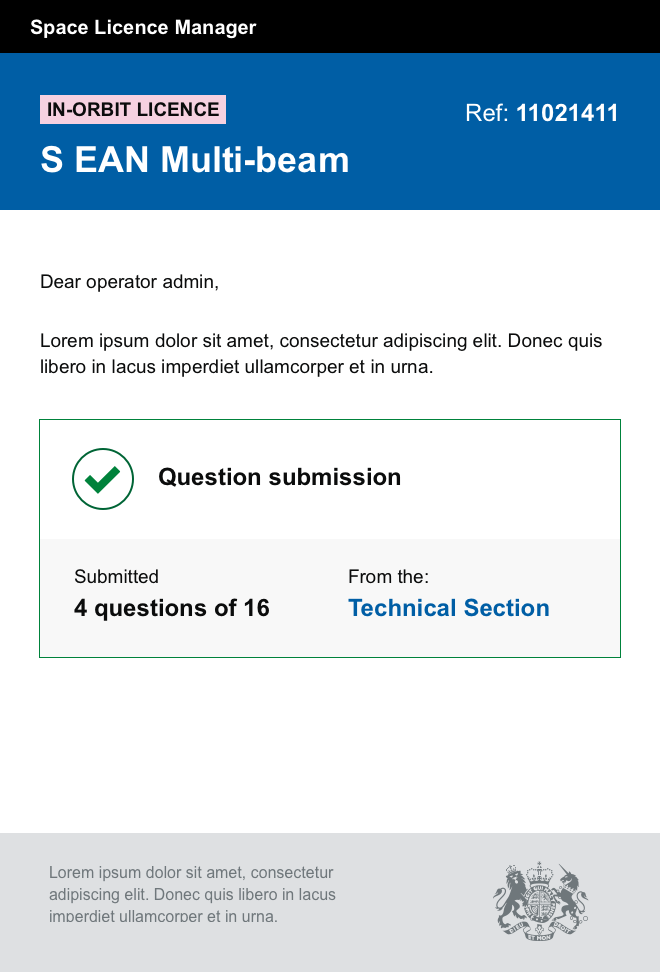 Space Licence Manager
IN-ORBIT LICENCE
Ref: 11021411
S EAN Multi-beam
Dear operator admin,
Lorem ipsum dolor sit amet, consectetur adipiscing elit. Donec quis
libero in lacus imperdiet ullamcorper et in urna.
Question submission
Submitted
From the:
4 questions of 16
Technical Section
Lorem ipsum dolor sit amet, consectetur
adipiscing elit. Donec quis libero in lacus
imperdiet ullamcorper et in urna.